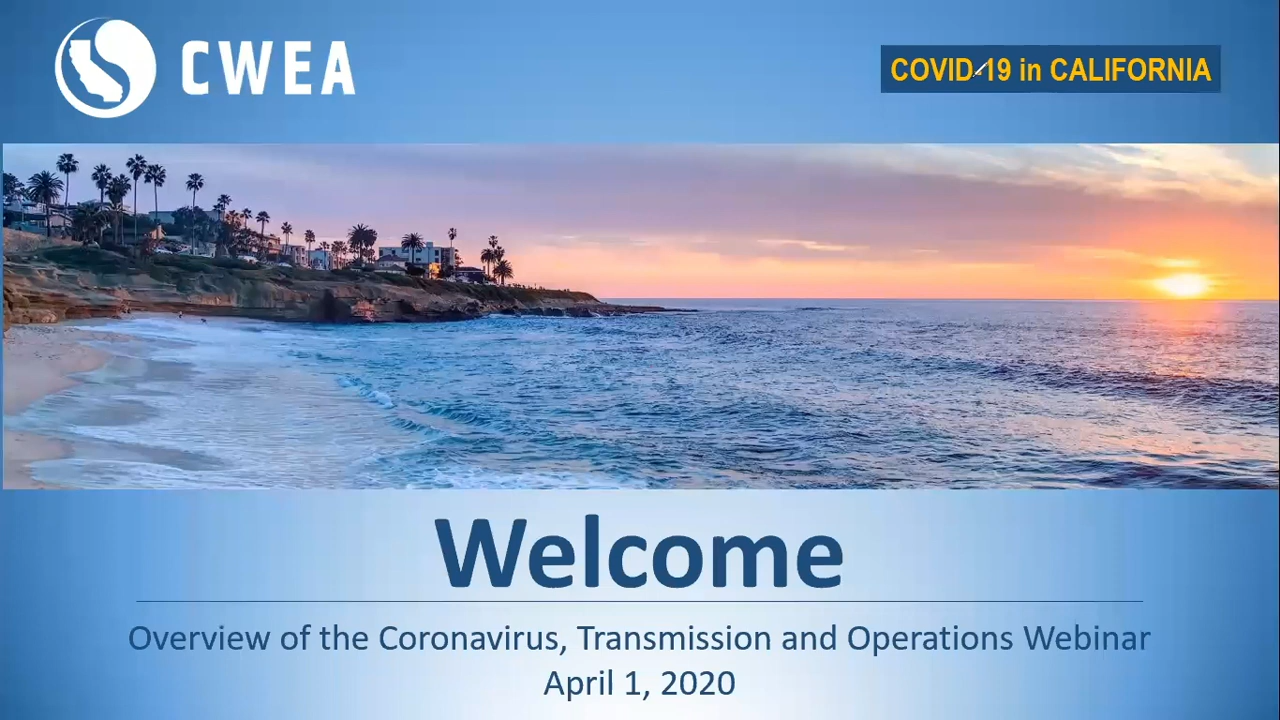 CWEA
COVID-19 in CALIFORNIA
Welcome
Overview of the Coronavirus, Transmission and Operations Webinar
April 1, 2020